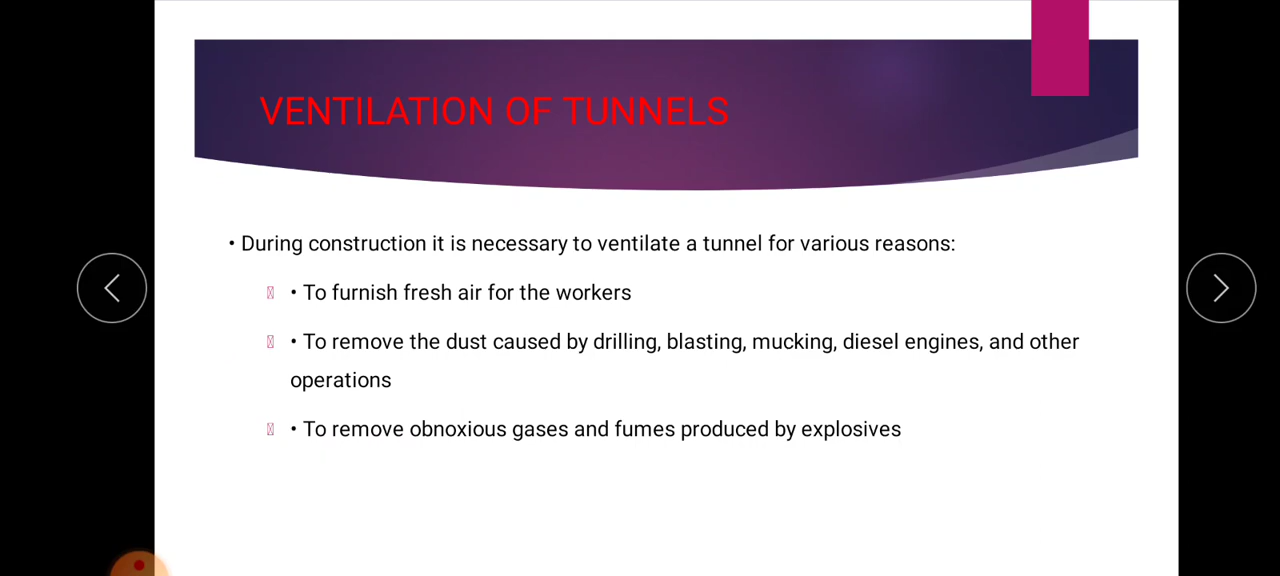 VENTILATION OF TUNNELS
• During construction it is necessary to ventilate a tunnel for various reasons:
• To furnish fresh air for the workers
• To remove the dust caused by drilling, blasting, mucking, diesel engines, and other
operations
• To remove obnoxious gases and fumes produced by explosives